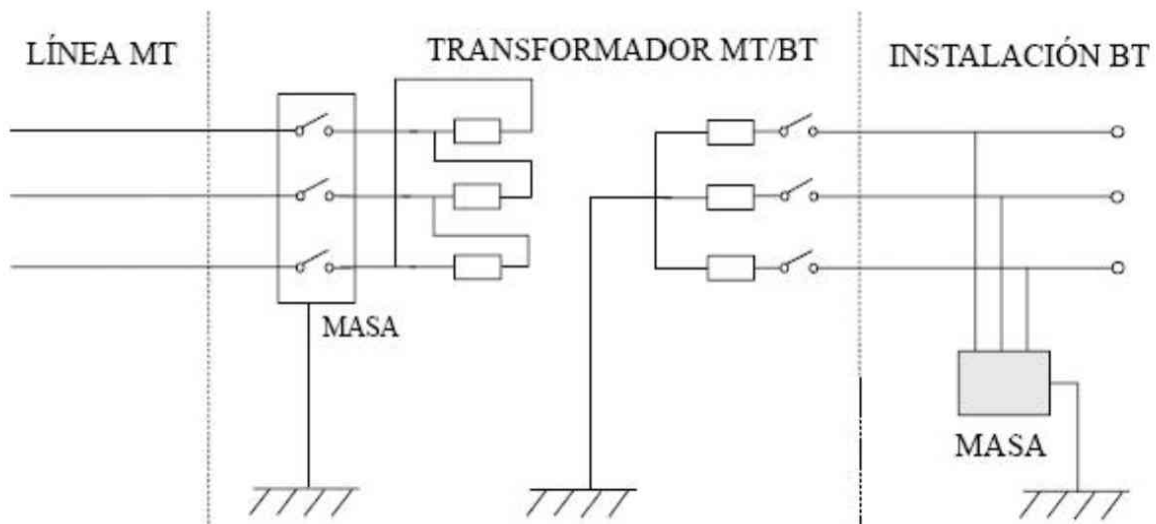 LÍNEA MT
TRANSFORMADOR MT/BT
INSTALACIÓN BT
MASA
MASA